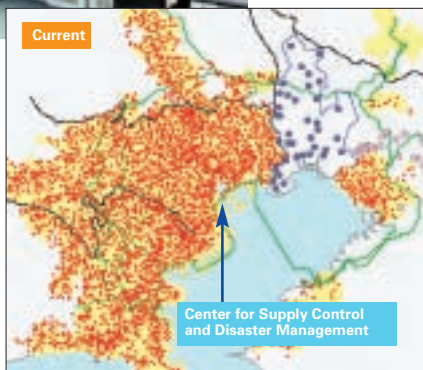 Current
Center for Supply Control
and Disaster Management